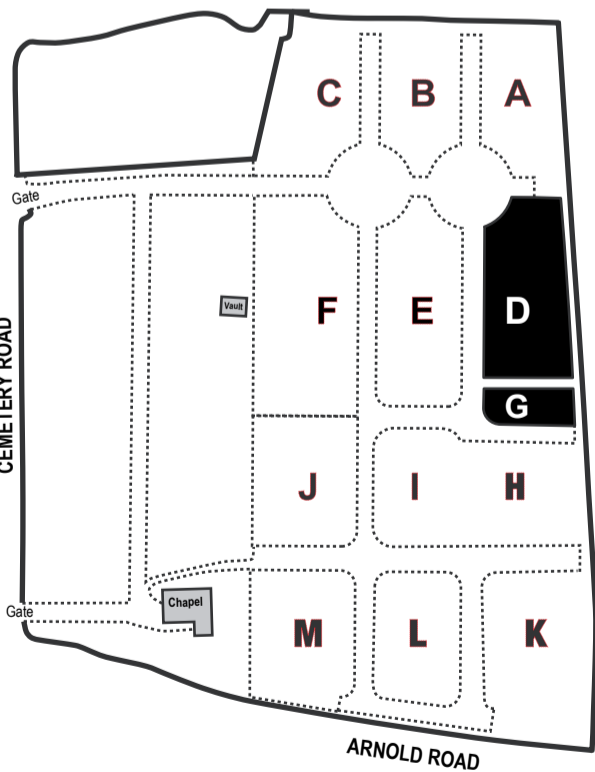 C B A
Gate
Vault
F E D
G
CEMETERY ROAD
J I H
Gate
Chapel
M L K
ARNOLD ROAD